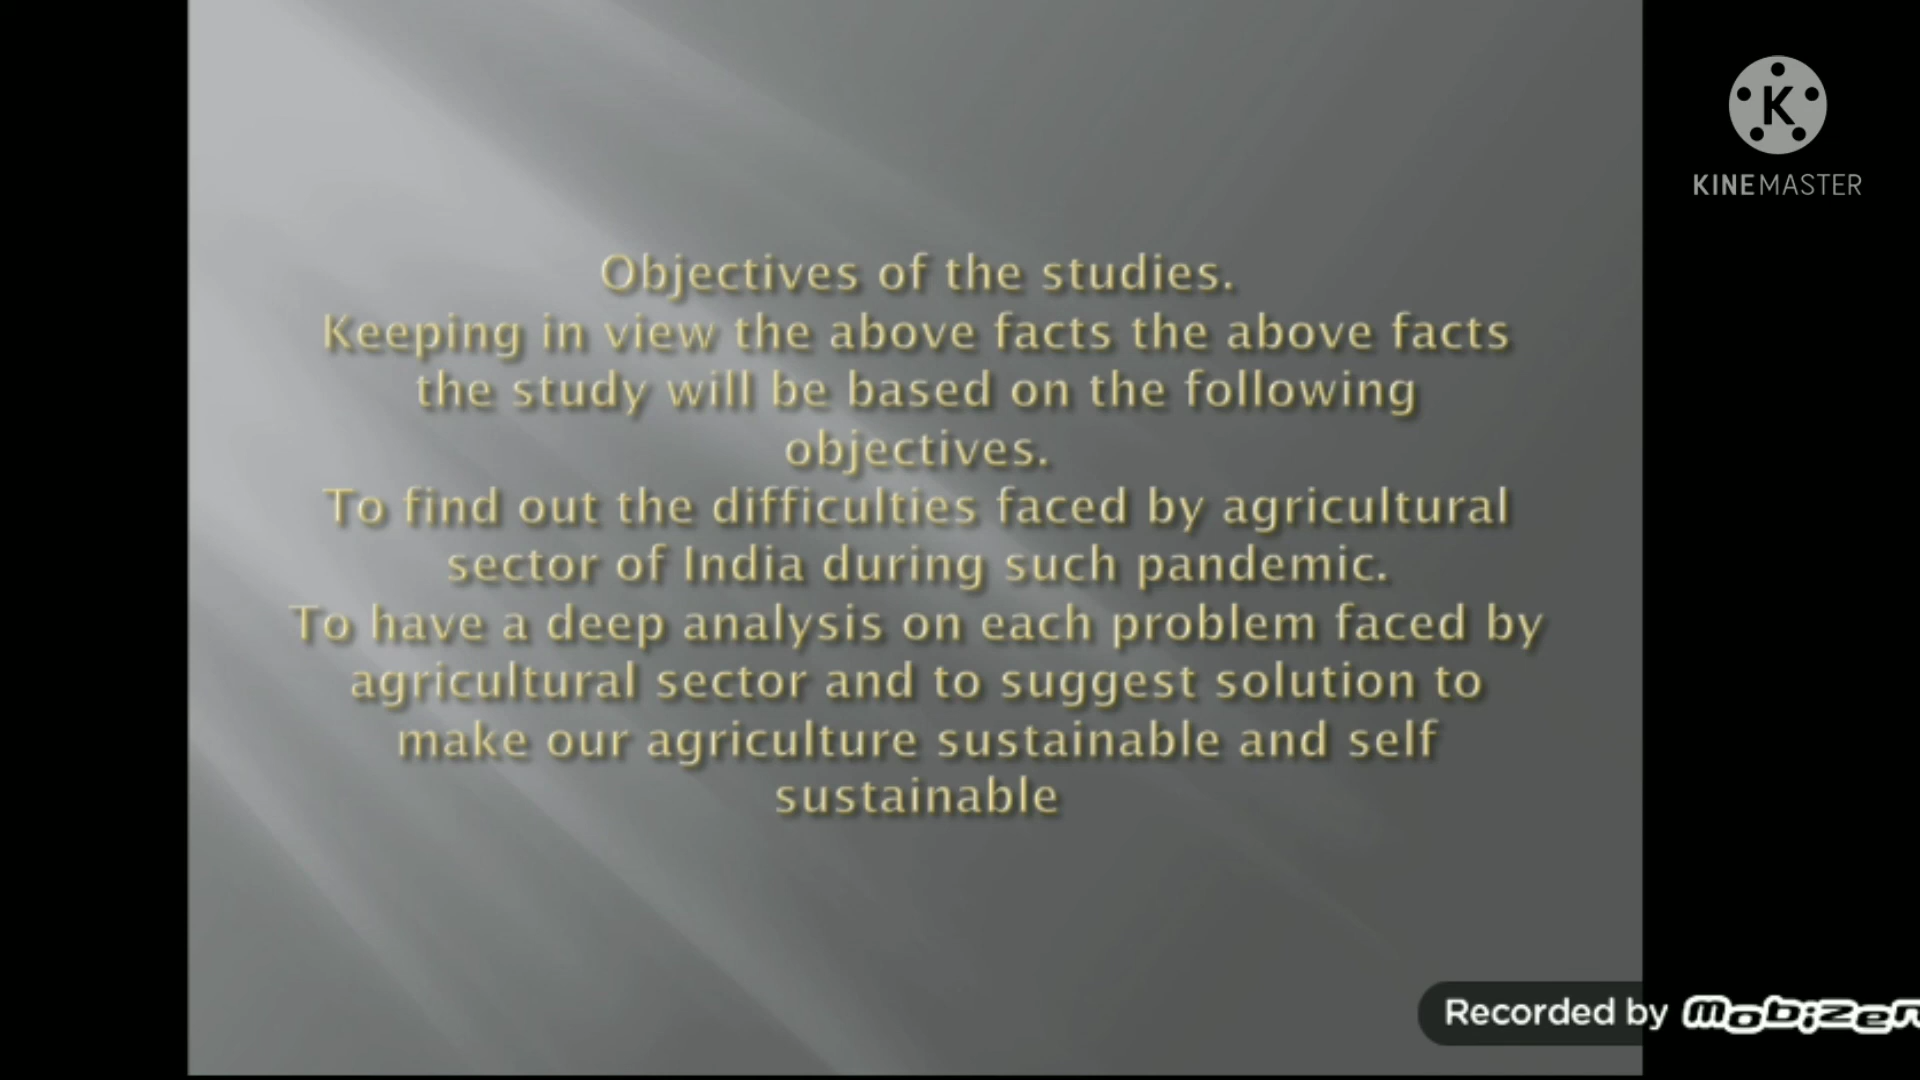 K
KINEMASTER
Objectives of the studies.
Keeping in view the above facts the above facts
the study will be based on the following
objectives.
To find out the difficulties faced by agricultural
sector of India during such pandemic.
To have a deep analysis on each problem faced by
agricultural sector and to suggest solution to
make our agriculture sustainable and self
sustainable
Recorded by mobizen